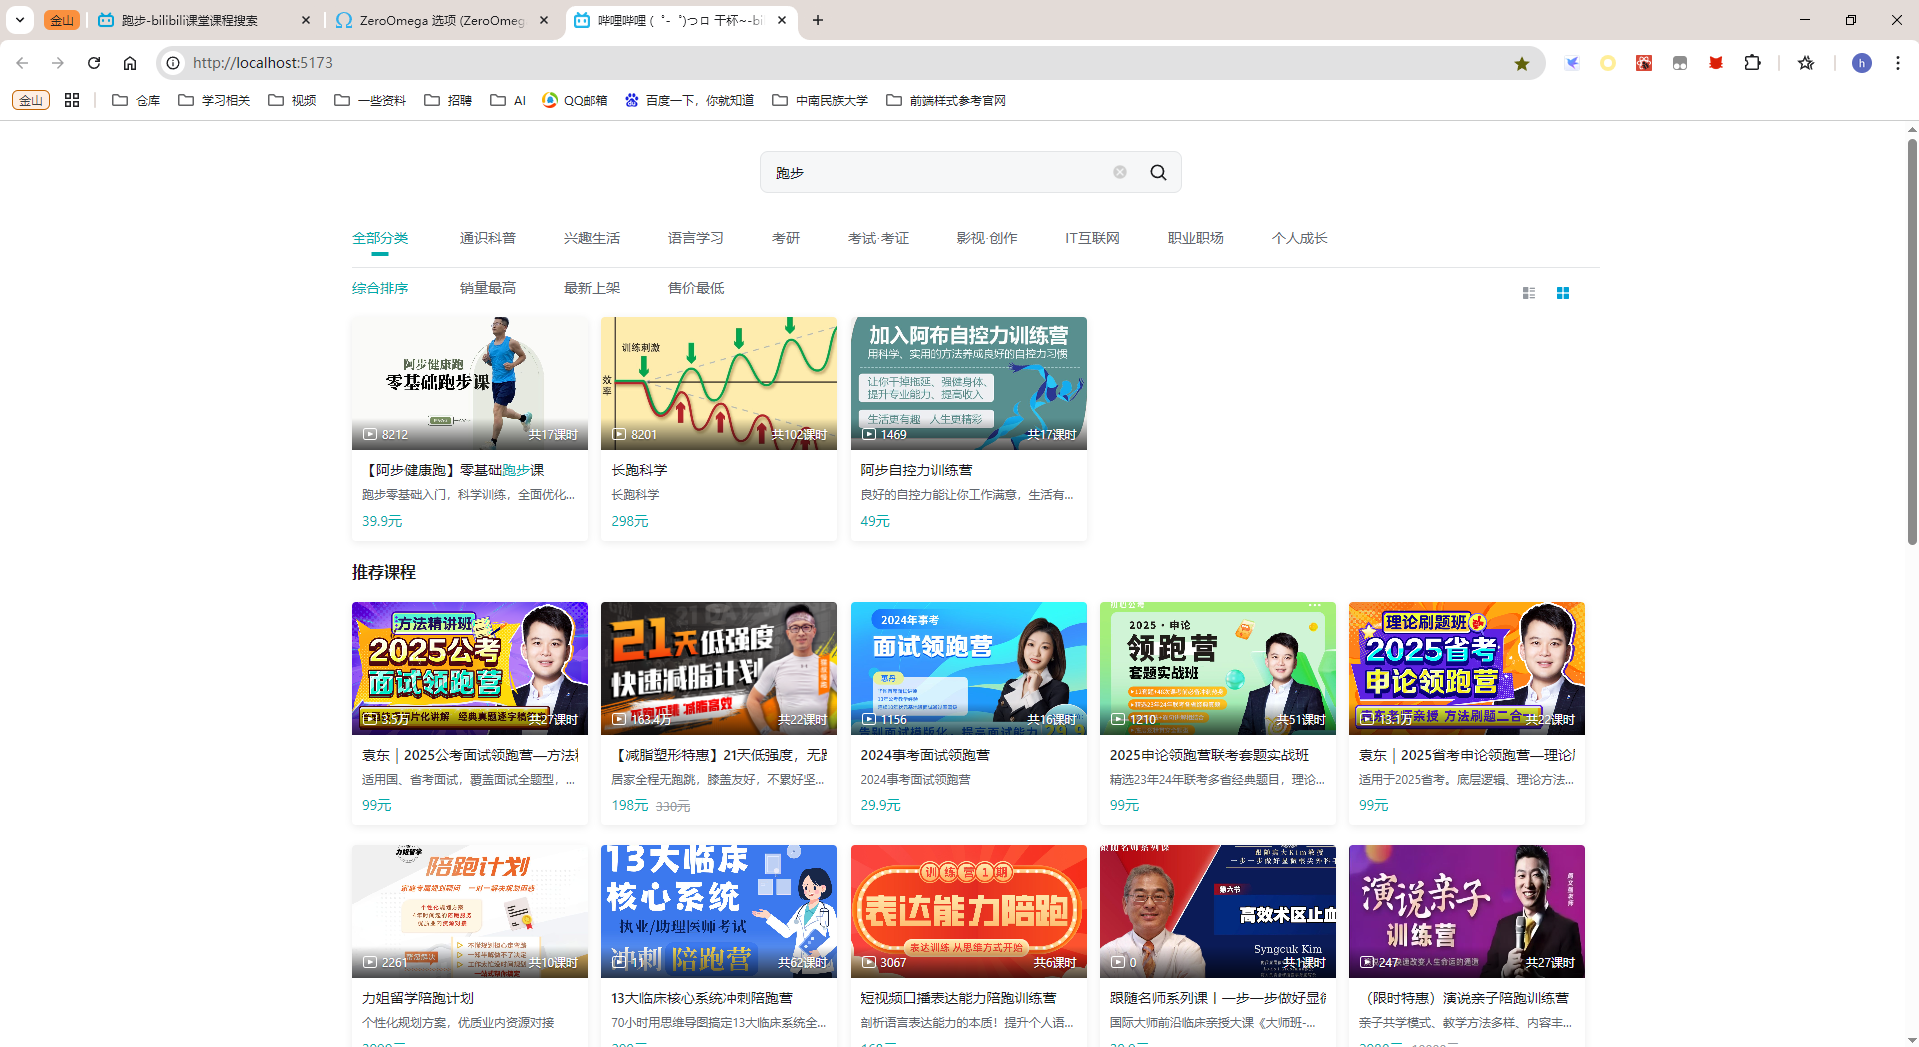 金山
跑步-bilibili课堂课程搜索
ZeroOmega 选项 (ZeroOmeg
哔哩哔哩 (゜-゜)つロ 干杯~-bi
http://localhost:5173
h
金山
仓库
学习相关
视频
一些资料
招聘
AI
QQ邮箱
百度一下，你就知道
中南民族大学
前端样式参考官网
跑步
全部分类
通识科普
兴趣生活
语言学习
考研
考试·考证
影视·创作
IT互联网
职业职场
个人成长
综合排序
销量最高
最新上架
售价最低
阿步健康跑
零基础跑步课
8212
共17课时
训练刺激
效率
8201
共102课时
加入阿布自控力训练营
用科学、实用的方法养成良好的自控力习惯
让你干掉拖延、强健身体、
提升专业能力、提高收入
生活更有趣 人生更精彩
1469
共17课时
【阿步健康跑】零基础跑步课
跑步零基础入门，科学训练，全面优化...
39.9元
长跑科学
长跑科学
298元
阿步自控力训练营
良好的自控力能让你工作满意，生活有...
49元
推荐课程
方法精讲班
2025公考
面试领跑营
共27课时
21天低强度
快速减脂计划
163.4万
共22课时
2024年事考
面试领跑营
1156
共16课时
2025·申论
领跑营
套题实战班
1210
共51课时
理论刷题班
2025省考
申论领跑营
共22课时
袁东｜2025公考面试领跑营—方法精
适用国、省考面试，覆盖面试全题型，...
99元
【减脂塑形特惠】21天低强度，无跑
居家全程无跑跳，膝盖友好，不累好坚...
198元 330元
2024事考面试领跑营
2024事考面试领跑营
29.9元
2025申论领跑营联考套题实战班
精选23年24年联考多省经典题目，理论...
99元
袁东｜2025省考申论领跑营—理论刷
适用于2025省考。底层逻辑、理论方法...
99元
力姐留学
陪跑计划
2261
共10课时
13大临床
核心系统
执业/助理医师考试
冲刺 陪跑营
共62课时
训练营1期
表达能力陪跑
表达训练 从思维方式开始
3067
共6课时
第六节
高效术区止血
Syngcuk Kim
0
共1课时
演说亲子
训练营
247
共27课时
力姐留学陪跑计划
个性化规划方案，优质业内资源对接
13大临床核心系统冲刺陪跑营
70小时用思维导图搞定13大临床系统全...
短视频口播表达能力陪跑训练营
剖析语言表达能力的本质！提升个人语...
跟随名师系列课丨一步一步做好显微
国际大师前沿临床亲授大课《大师班-...
（限时特惠）演说亲子陪跑训练营
亲子共学模式、教学方法多样、内容丰...